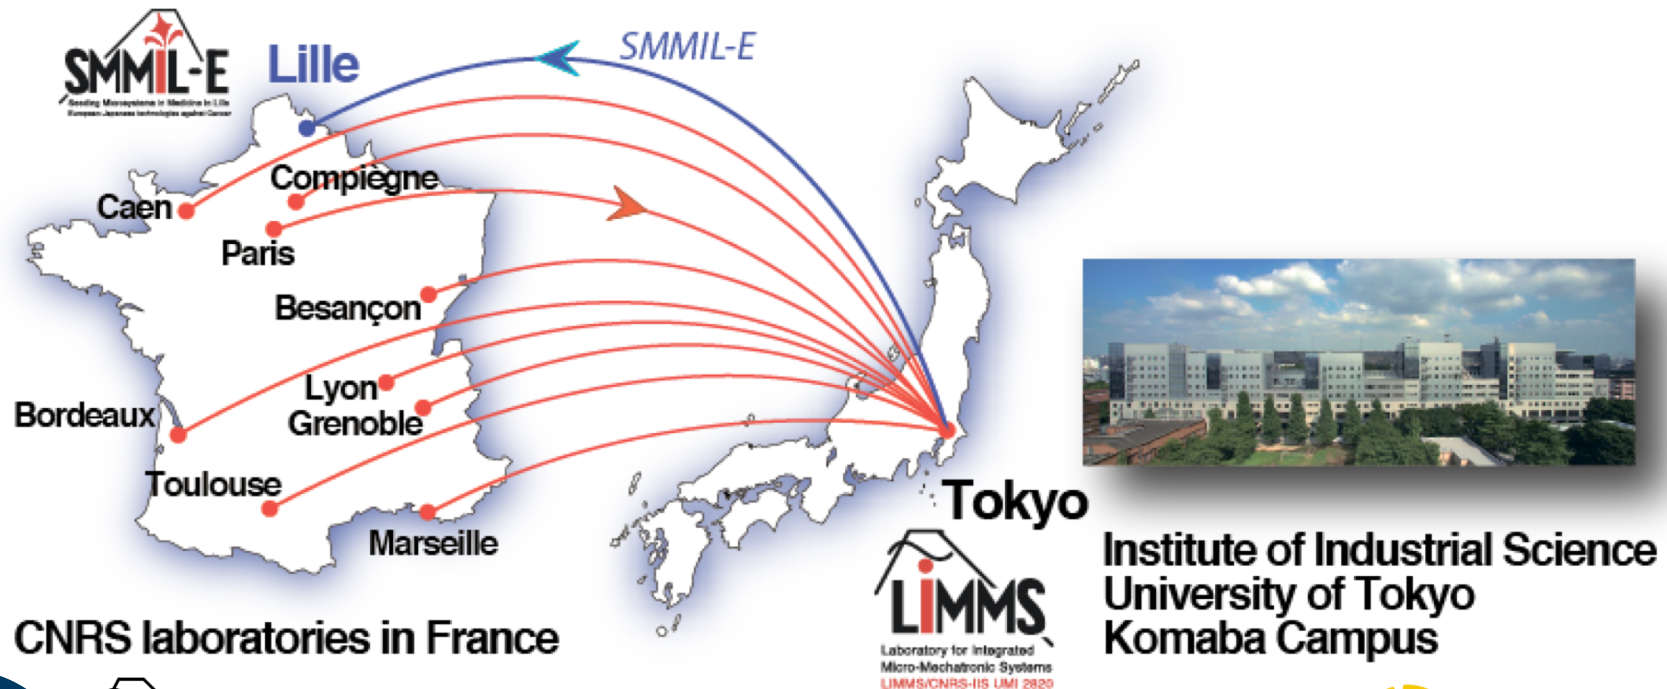 SMMIL-E
Seeding Microsystems in Medicine in Lille
European Japanese technologies against Cancer
Lille
SMMIL-E
Compiègne
Caen
Paris
Besançon
Lyon
Bordeaux
Grenoble
Toulouse
Marseille
Tokyo
LIMMS
Laboratory for Integrated
Micro-Mechatronic Systems
LIMMS/CNRS-IIS UMI 2820
Institute of Industrial Science
University of Tokyo
Komaba Campus
CNRS laboratories in France